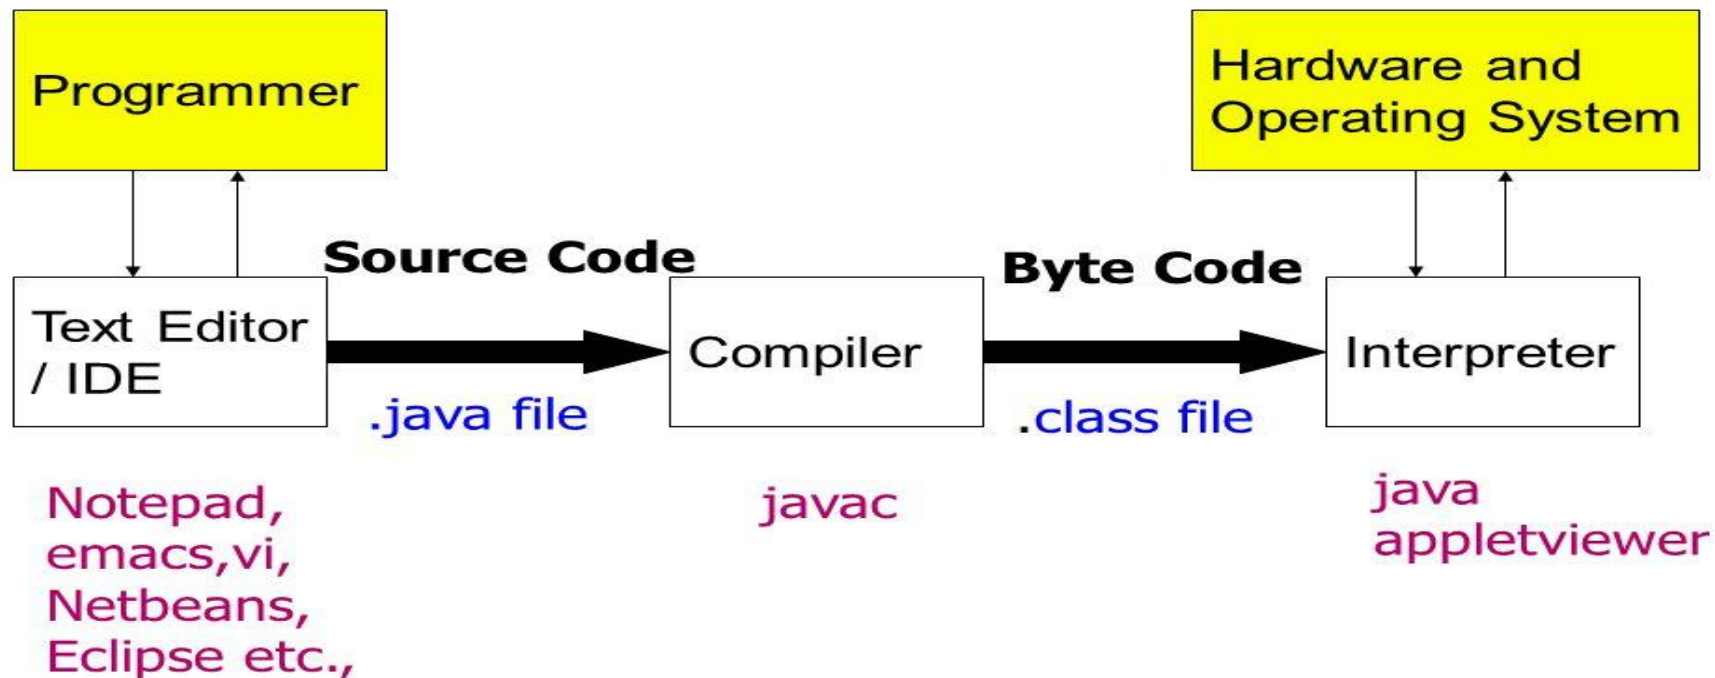 Programmer
Hardware and
Operating System
Source Code
Byte Code
Text Editor
/ IDE
Compiler
Interpreter
.java file
.class file
Notepad,
emacs,vi,
Netbeans,
Eclipse etc.,
javac
java
appletviewer